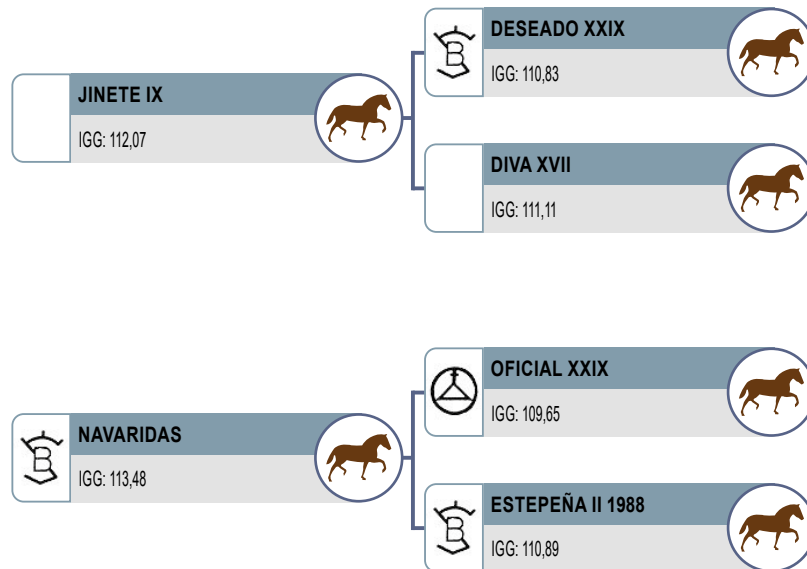 DESEADO XXIX
IGG: 110,83
JINETE IX
IGG: 112,07
DIVA XVII
IGG: 111,11
OFICIAL XXIX
IGG: 109,65
NAVARIDAS
IGG: 113,48
ESTEPEÑA II 1988
IGG: 110,89